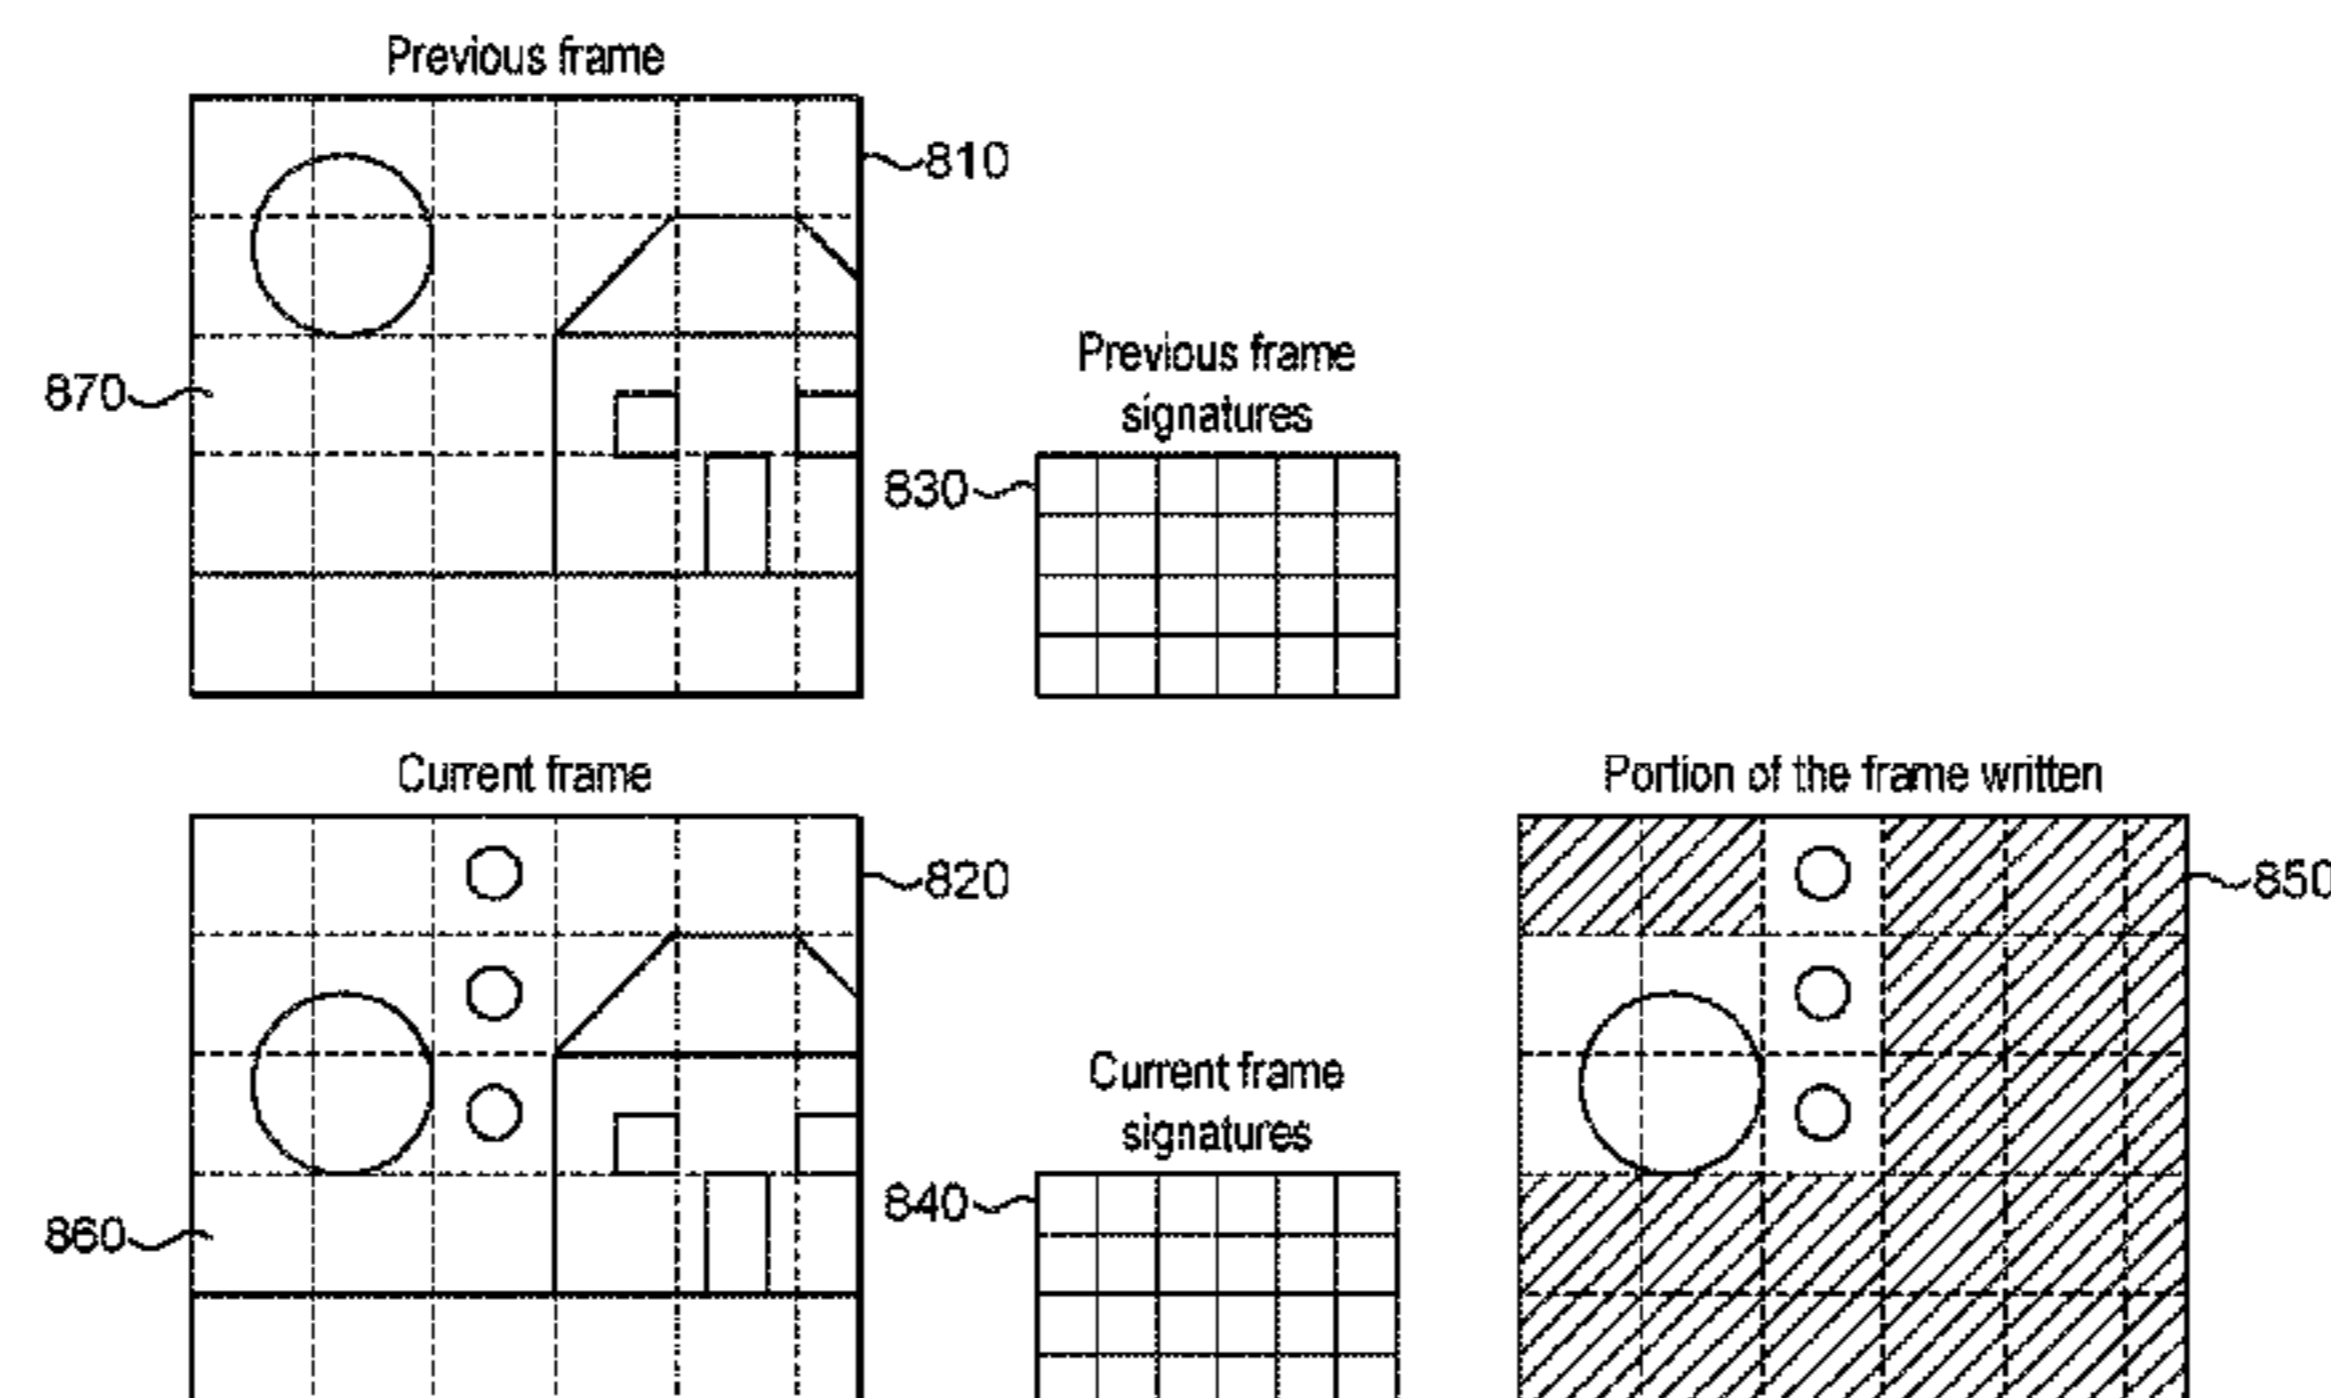 Previous frame
810
870
Previous frame
signatures
830
Current frame
Portion of the frame written
820
850
Current frame
signatures
840
860